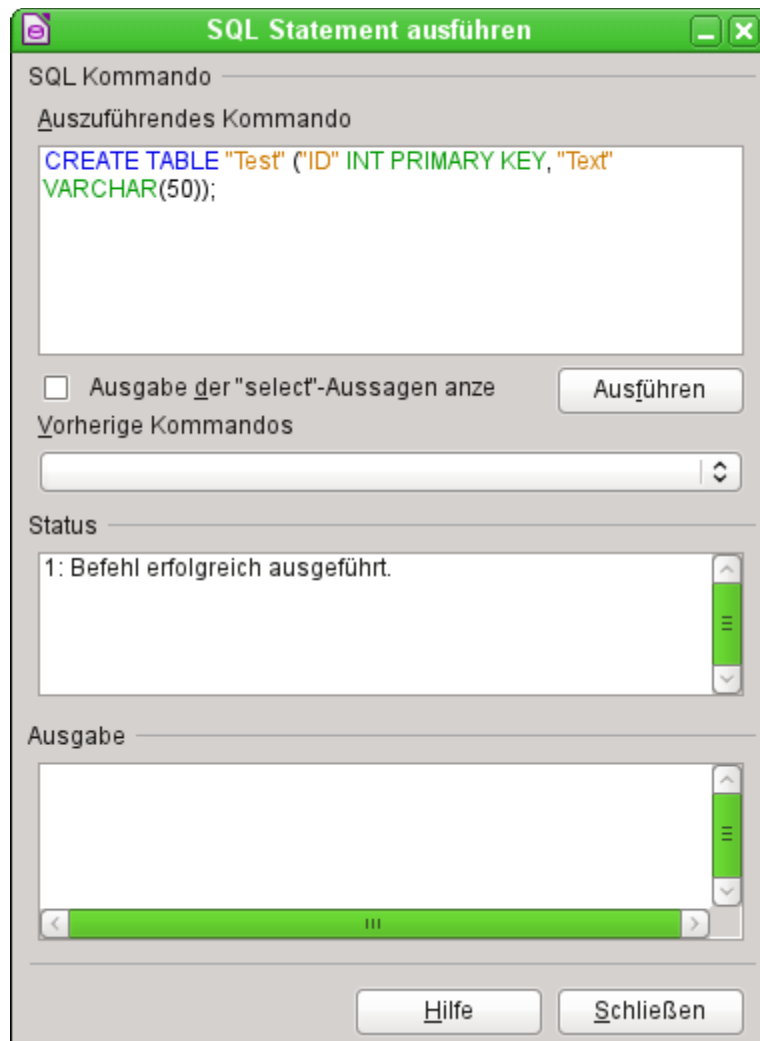 SQL Statement ausführen
SQL Kommando
Auszuführendes Kommando
CREATE TABLE "Test" ("ID" INT PRIMARY KEY, "Text"
VARCHAR(50));
Ausgabe der "select"-Aussagen anze
Ausführen
Vorherige Kommandos
Status
1: Befehl erfolgreich ausgeführt.
Ausgabe
Hilfe
Schließen